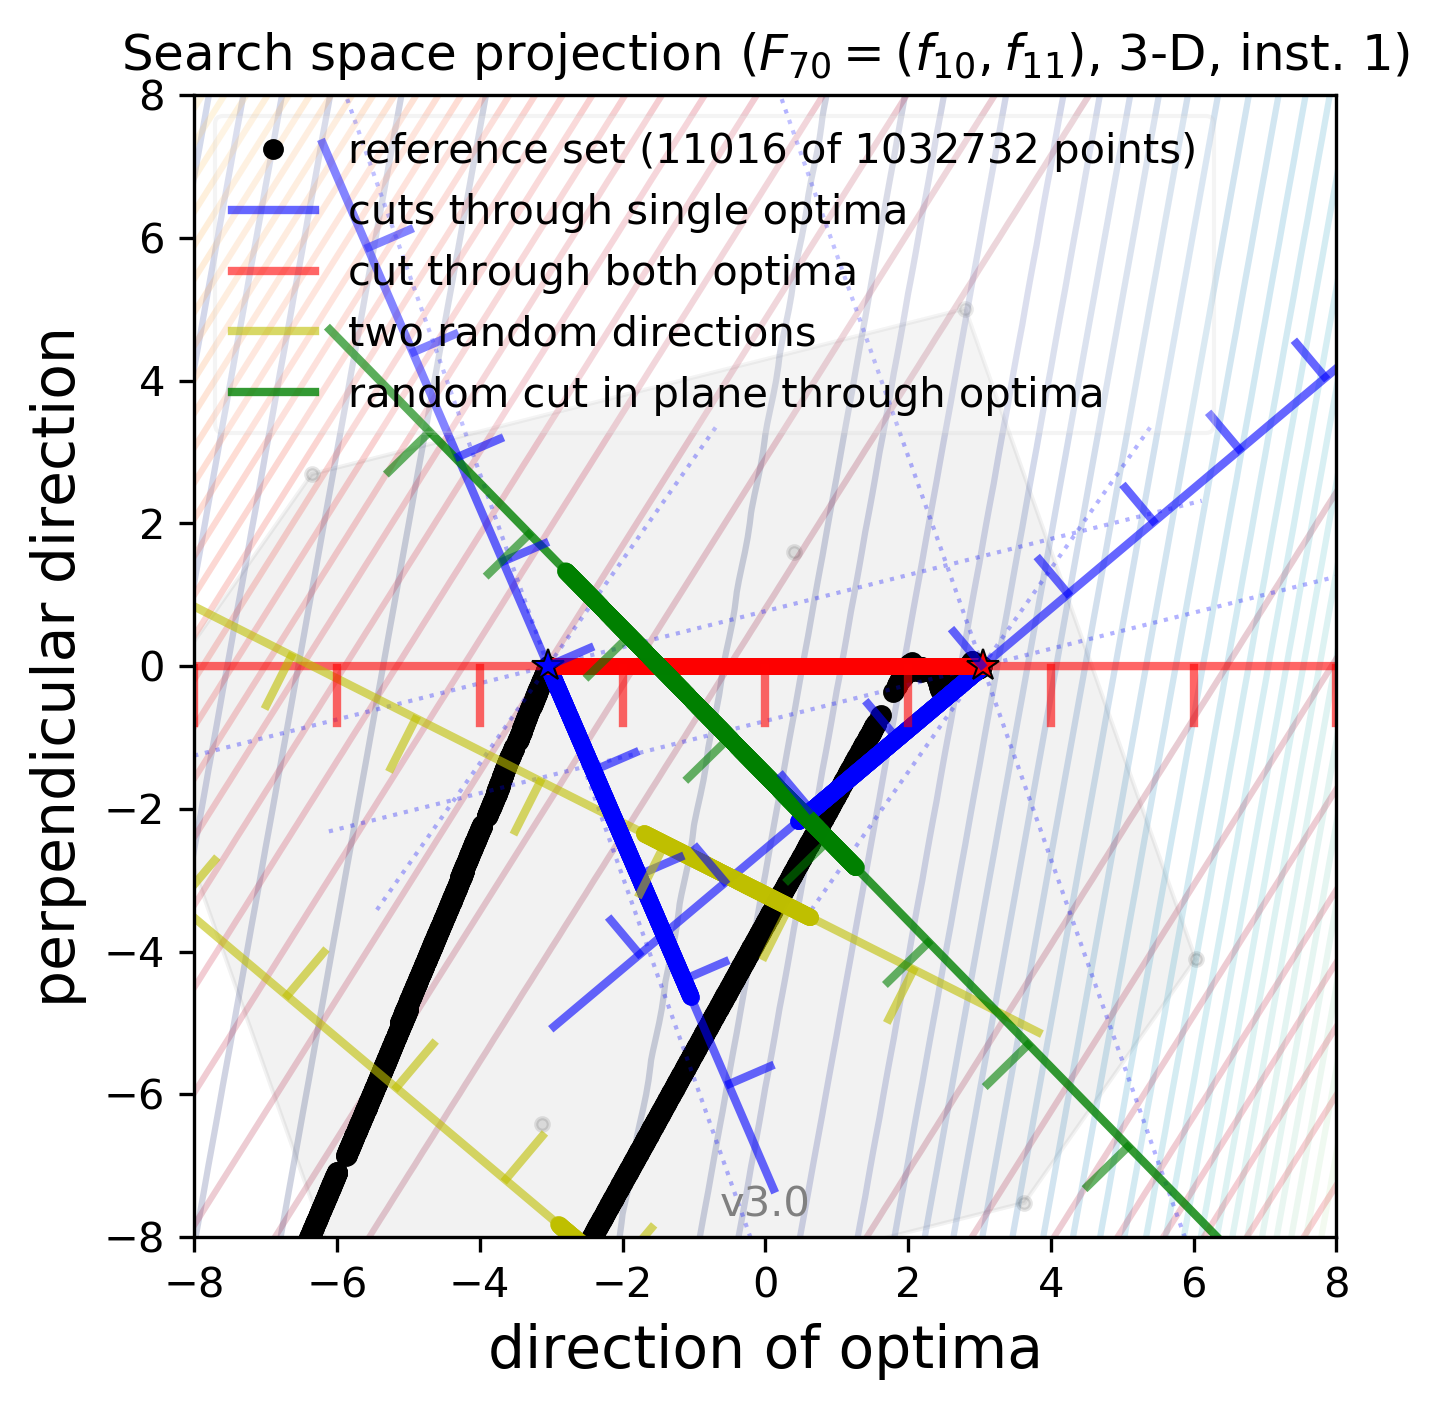 Search space projection (F₇₀ = (f₁₀, f₁₁), 3-D, inst. 1)
reference set (11016 of 1032732 points)
cuts through single optima
cut through both optima
two random directions
random cut in plane through optima
8
6
4
2
0
−2
−4
−6
−8
perpendicular direction
v3.0
−8 −6 −4 −2 0 2 4 6 8
direction of optima